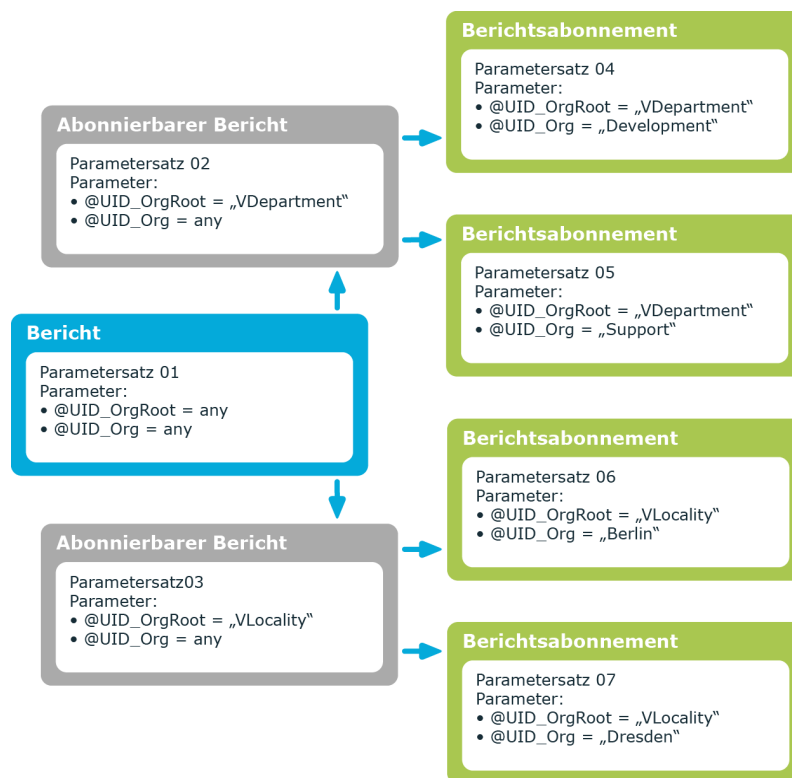 Berichtsabonnement
Parametersatz 04
Parameter:
• @UID_OrgRoot = „VDepartment“
• @UID_Org = „Development“
Abonnierbarer Bericht
Parametersatz 02
Parameter:
• @UID_OrgRoot = „VDepartment“
• @UID_Org = any
Berichtsabonnement
Parametersatz 05
Parameter:
• @UID_OrgRoot = „VDepartment“
• @UID_Org = „Support“
Bericht
Parametersatz 01
Parameter:
• @UID_OrgRoot = any
• @UID_Org = any
Berichtsabonnement
Parametersatz 06
Parameter:
• @UID_OrgRoot = „VLocality“
• @UID_Org = „Berlin“
Abonnierbarer Bericht
Parametersatz03
Parameter:
• @UID_OrgRoot = „VLocality“
• @UID_Org = any
Berichtsabonnement
Parametersatz 07
Parameter:
• @UID_OrgRoot = „VLocality“
• @UID_Org = „Dresden“